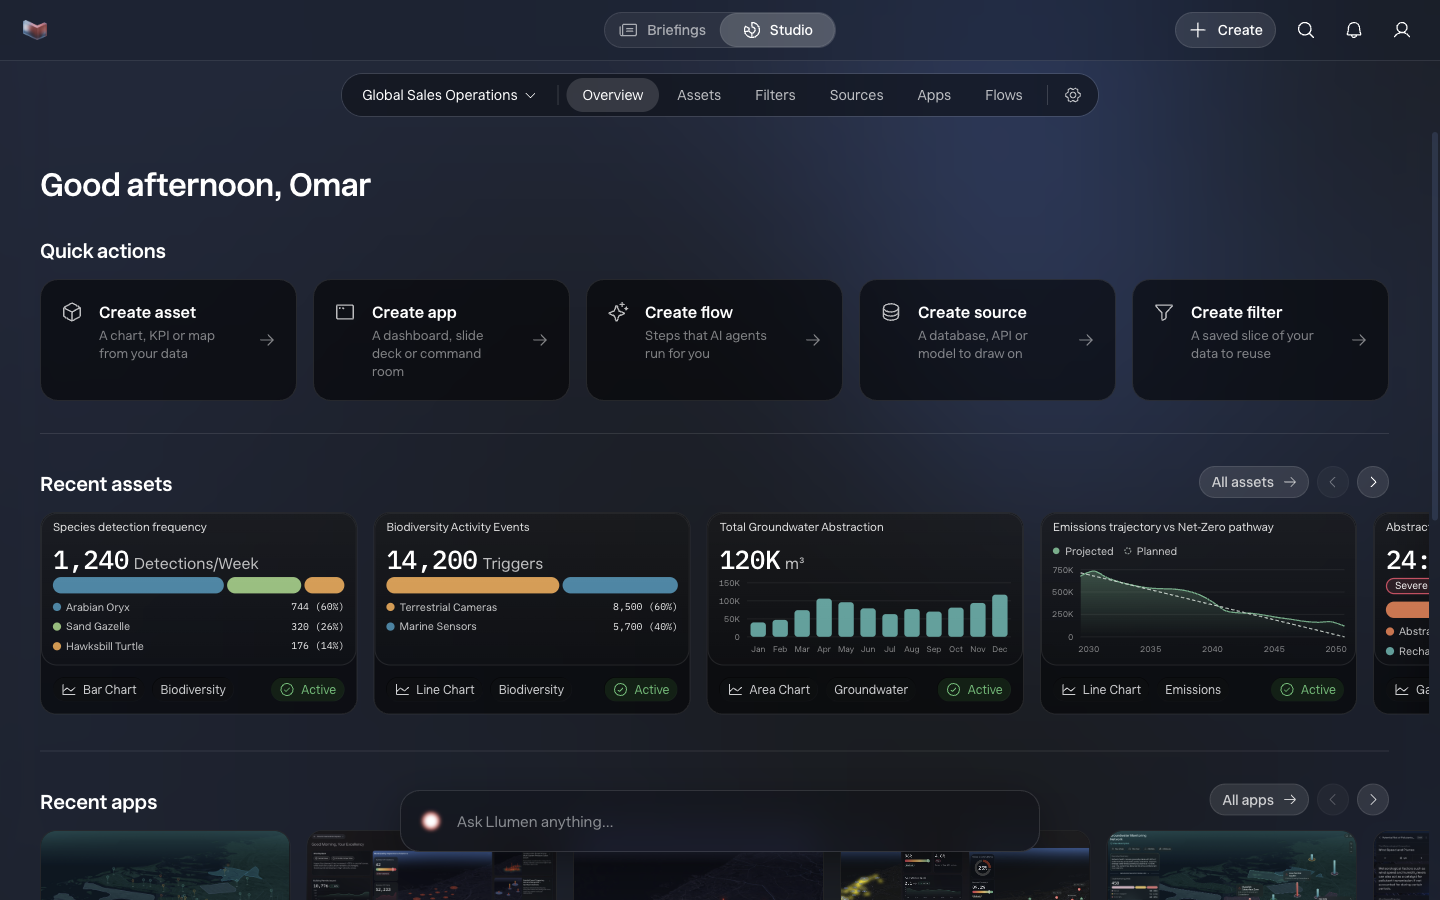 Briefings
Studio
Create
Global Sales Operations
Overview
Assets
Filters
Sources
Apps
Flows
Good afternoon, Omar
Quick actions
Create asset
A chart, KPI or map
from your data
Create app
A dashboard, slide
deck or command
room
Create flow
Steps that AI agents
run for you
Create source
A database, API or
model to draw on
Create filter
A saved slice of your
data to reuse
Recent assets
All assets
Species detection frequency
1,240 Detections/Week
Arabian Oryx 744 (60%)
Sand Gazelle 320 (26%)
Hawksbill Turtle 176 (14%)
Bar Chart Biodiversity Active
Biodiversity Activity Events
14,200 Triggers
Terrestrial Cameras 8,500 (60%)
Marine Sensors 5,700 (40%)
Line Chart Biodiversity Active
Total Groundwater Abstraction
120K m³
150K
100K
50K
0
Jan Feb Mar Apr May Jun Jul Aug Sep Oct Nov Dec
Area Chart Groundwater Active
Emissions trajectory vs Net-Zero pathway
Projected Planned
750K
500K
250K
0
2030 2035 2040 2045 2050
Line Chart Emissions Active
Abstrac
24:
Severe
Abstra
Recha
Ga
Recent apps
All apps
Ask Llumen anything...